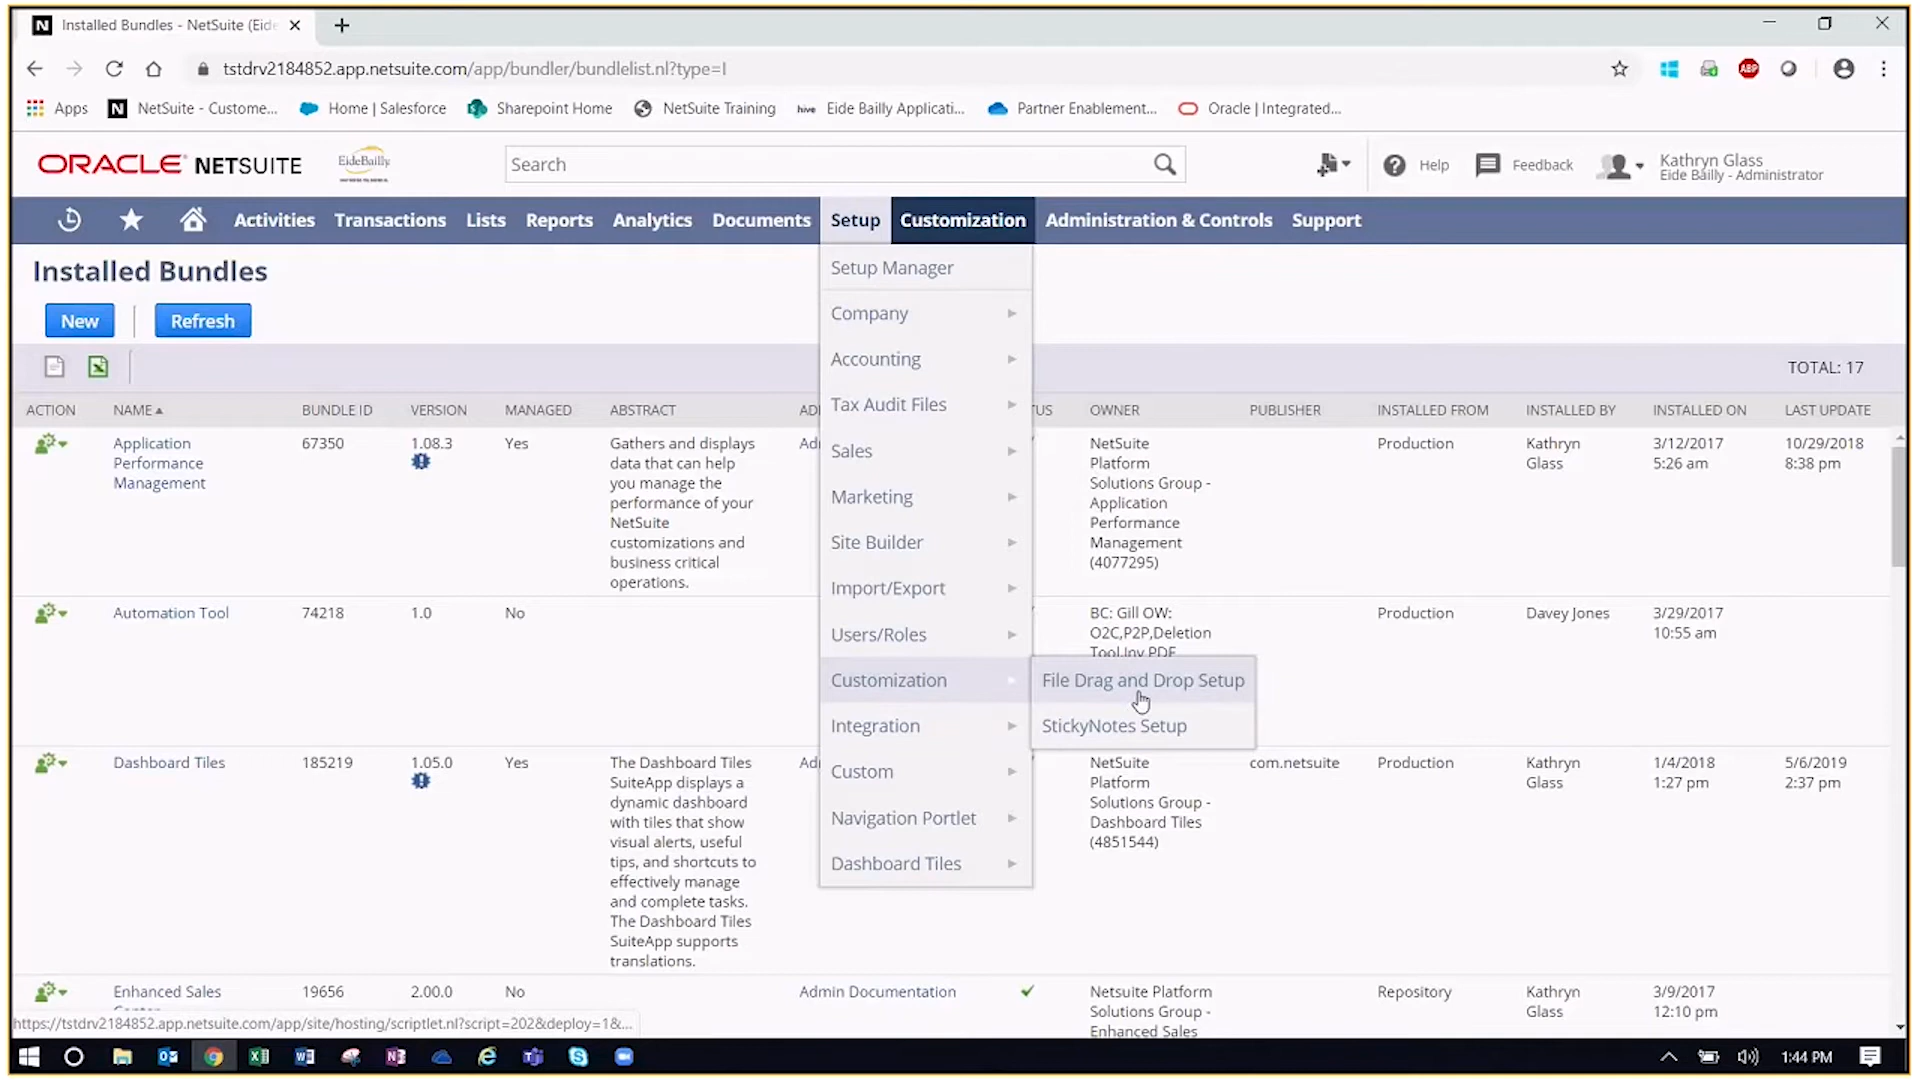 Installed Bundles - NetSuite (Eide
tstdrv2184852.app.netsuite.com/app/bundler/bundlelist.nl?type=I
Apps
NetSuite - Custome...
Home | Salesforce
Sharepoint Home
NetSuite Training
hive
Eide Bailly Applicati...
Partner Enablement...
Oracle | Integrated...
ABP
ORACLE NETSUITE
EideBailly
Search
Help
Feedback
Kathryn Glass
Eide Bailly - Administrator
Activities
Transactions
Lists
Reports
Analytics
Documents
Setup
Customization
Administration & Controls
Support
Installed Bundles
New
Refresh
TOTAL: 17
Setup Manager
Company
Accounting
Tax Audit Files
Sales
Marketing
Site Builder
Import/Export
Users/Roles
Customization
Integration
Custom
Navigation Portlet
Dashboard Tiles
File Drag and Drop Setup
StickyNotes Setup
ACTION
NAME
BUNDLE ID
VERSION
MANAGED
ABSTRACT
AD
US
OWNER
PUBLISHER
INSTALLED FROM
INSTALLED BY
INSTALLED ON
LAST UPDATE
Application
Performance
Management
67350
1.08.3
Yes
Gathers and displays
data that can help
you manage the
performance of your
NetSuite
customizations and
business critical
operations.
Ad
NetSuite
Platform
Solutions Group -
Application
Performance
Management
(4077295)
Production
Kathryn
Glass
3/12/2017
5:26 am
10/29/2018
8:38 pm
Automation Tool
74218
1.0
No
BC: Gill OW:
O2C,P2P,Deletion
Tool,Inv PDF
Production
Davey Jones
3/29/2017
10:55 am
Dashboard Tiles
185219
1.05.0
Yes
The Dashboard Tiles
SuiteApp displays a
dynamic dashboard
with tiles that show
visual alerts, useful
tips, and shortcuts to
effectively manage
and complete tasks.
The Dashboard Tiles
SuiteApp supports
translations.
Ad
NetSuite
Platform
Solutions Group -
Dashboard Tiles
(4851544)
com.netsuite
Production
Kathryn
Glass
1/4/2018
1:27 pm
5/6/2019
2:37 pm
Enhanced Sales
19656
2.00.0
No
Admin Documentation
Netsuite Platform
Solutions Group -
Enhanced Sales
Repository
Kathryn
Glass
3/9/2017
12:10 pm
https://tstdrv2184852.app.netsuite.com/app/site/hosting/scriptlet.nl?script=202&deploy=1&...
1:44 PM